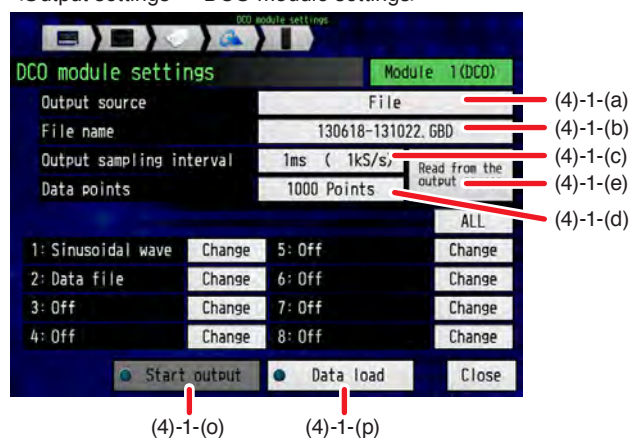 <Output settings - DCO module settings>
DCO module settings
DCO module settings
Module 1(DCO)
Output source
File
(4)-1-(a)
File name
130618-131022.GBD
(4)-1-(b)
Output sampling interval
1ms ( 1kS/s)
(4)-1-(c)
Read from the
output
(4)-1-(e)
Data points
1000 Points
(4)-1-(d)
ALL
1: Sinusoidal wave Change 5: Off Change
2: Data file Change 6: Off Change
3: Off Change 7: Off Change
4: Off Change 8: Off Change
Start output
Data load
Close
(4)-1-(o)
(4)-1-(p)